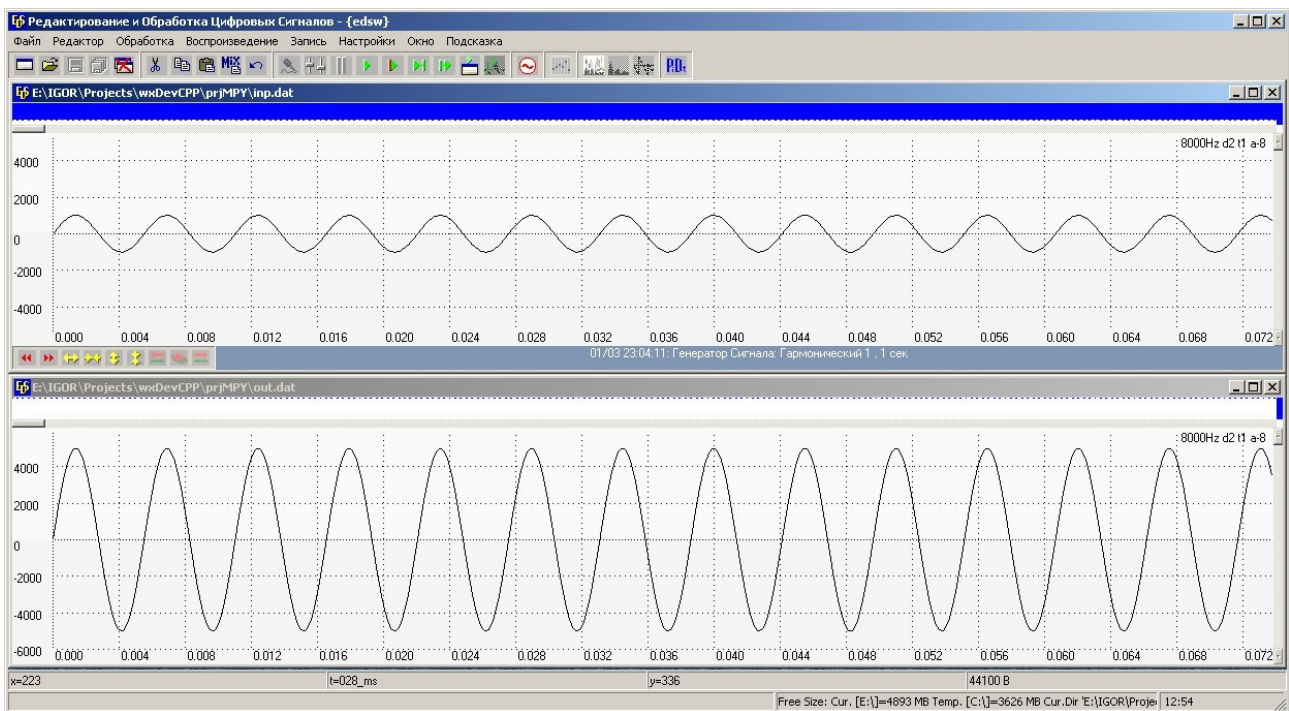 Редактирование и Обработка Цифровых Сигналов - {edsw}
Файл Редактор Обработка Воспроизведение Запись Настройки Окно Подсказка
MiX P.D.t
E:\IGOR\Projects\wxDevCPP\prjMPY\inp.dat
8000Hz d2 t1 a-8
4000
2000
0
-2000
-4000
0.000 0.004 0.008 0.012 0.016 0.020 0.024 0.028 0.032 0.036 0.040 0.044 0.048 0.052 0.056 0.060 0.064 0.068 0.072
01/03 23:04:11: Генератор Сигнала: Гармонический 1 , 1 сек
E:\IGOR\Projects\wxDevCPP\prjMPY\out.dat
8000Hz d2 t1 a-8
4000
2000
0
-2000
-4000
-6000 0.000 0.004 0.008 0.012 0.016 0.020 0.024 0.028 0.032 0.036 0.040 0.044 0.048 0.052 0.056 0.060 0.064 0.068 0.072
x=223 t=028_ms y=336 44100 B
Free Size: Cur. [E:\]=4893 MB Temp. [C:\]=3626 MB Cur.Dir 'E:\IGOR\Proje 12:54